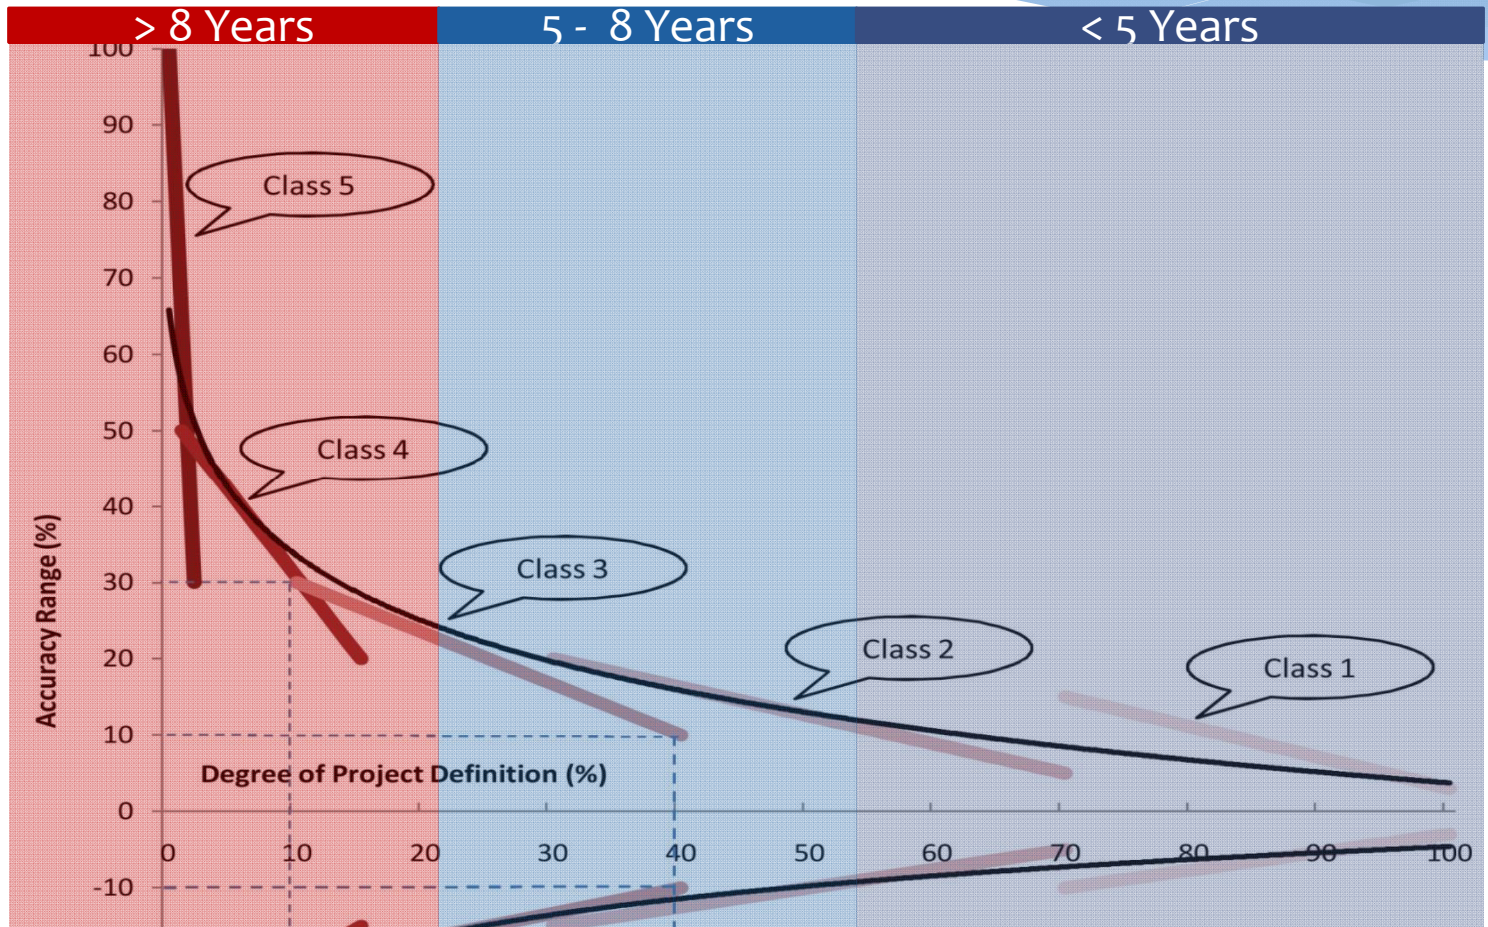 > 8 Years
5 - 8 Years
< 5 Years
100
90
Class 5
80
70
60
50
Class 4
40
Accuracy Range (%)
Class 3
30
Class 2
20
Class 1
10
Degree of Project Definition (%)
0
0 10 20 30 40 50 60 70 80 90 100
-10